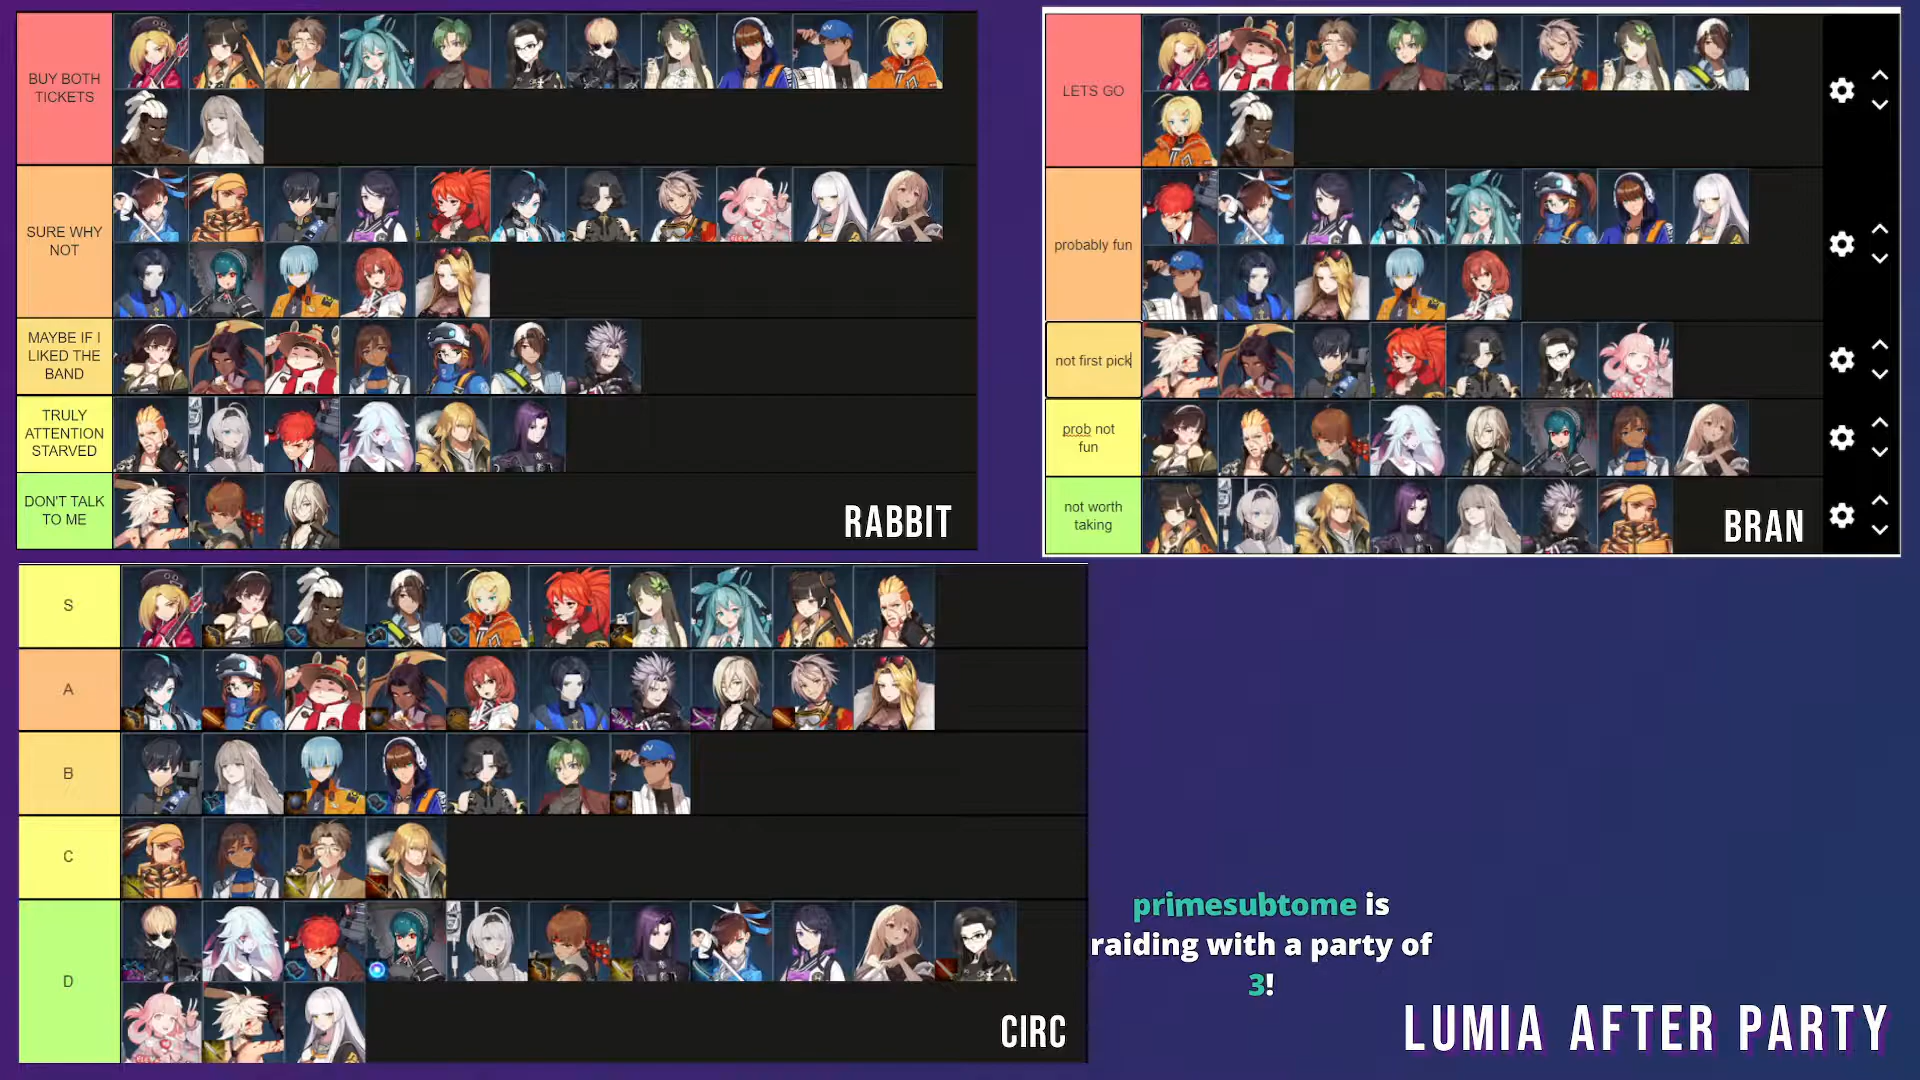 BUY BOTH
TICKETS
SURE WHY
NOT
MAYBE IF I
LIKED THE
BAND
TRULY
ATTENTION
STARVED
DON'T TALK
TO ME
RABBIT
LETS GO
probably fun
not first pick
prob not
fun
not worth
taking
BRAN
S
A
B
C
D
CIRC
primesubtome is
raiding with a party of
3!
LUMIA AFTER PARTY